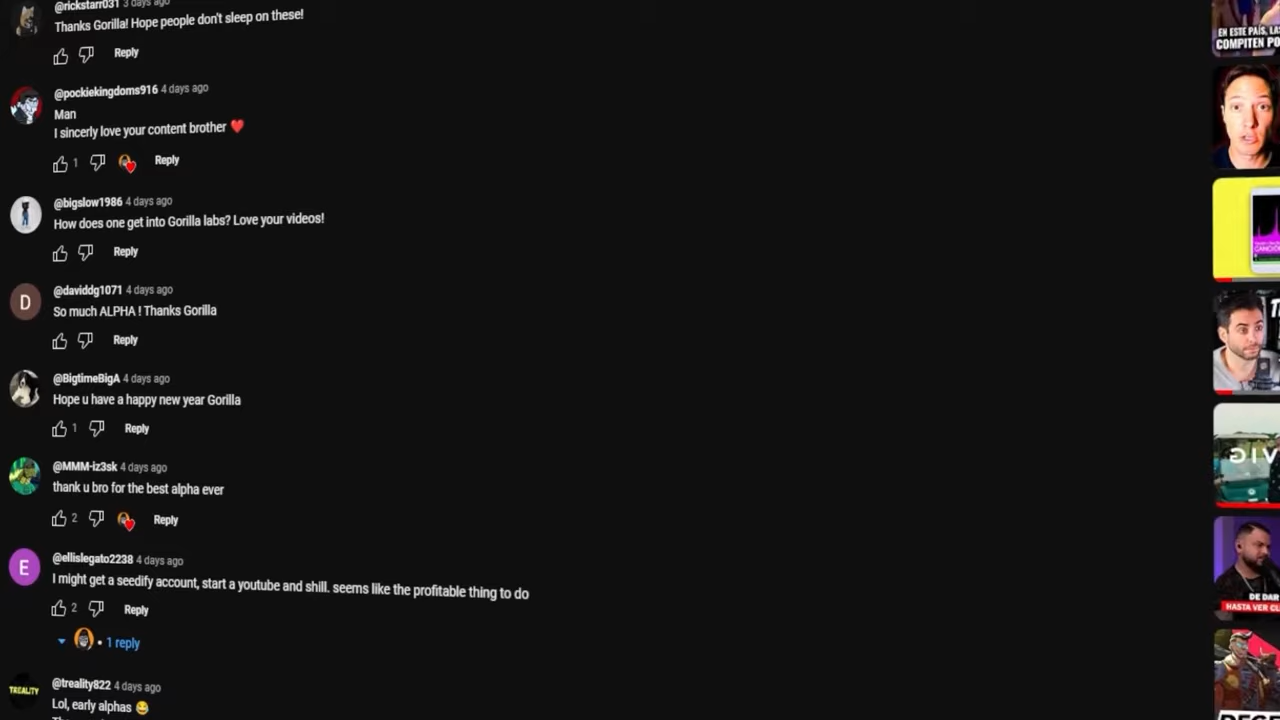 @rickstarr031 3 days ago
Thanks Gorilla! Hope people don't sleep on these!
Reply
@pockiekingdoms916 4 days ago
Man
I sincerly love your content brother ❤️
1 Reply
@bigslow1986 4 days ago
How does one get into Gorilla labs? Love your videos!
Reply
D
@daviddg1071 4 days ago
So much ALPHA ! Thanks Gorilla
Reply
@BigtimeBigA 4 days ago
Hope u have a happy new year Gorilla
1 Reply
@MMM-iz3sk 4 days ago
thank u bro for the best alpha ever
2 Reply
E
@ellislegato2238 4 days ago
I might get a seedify account, start a youtube and shill. seems like the profitable thing to do
2 Reply
• 1 reply
TREALITY
@treality822 4 days ago
Lol, early alphas 😂
EN ESTE PAÍS, LA
COMPITEN PO
DE DAR
HASTA VER CL